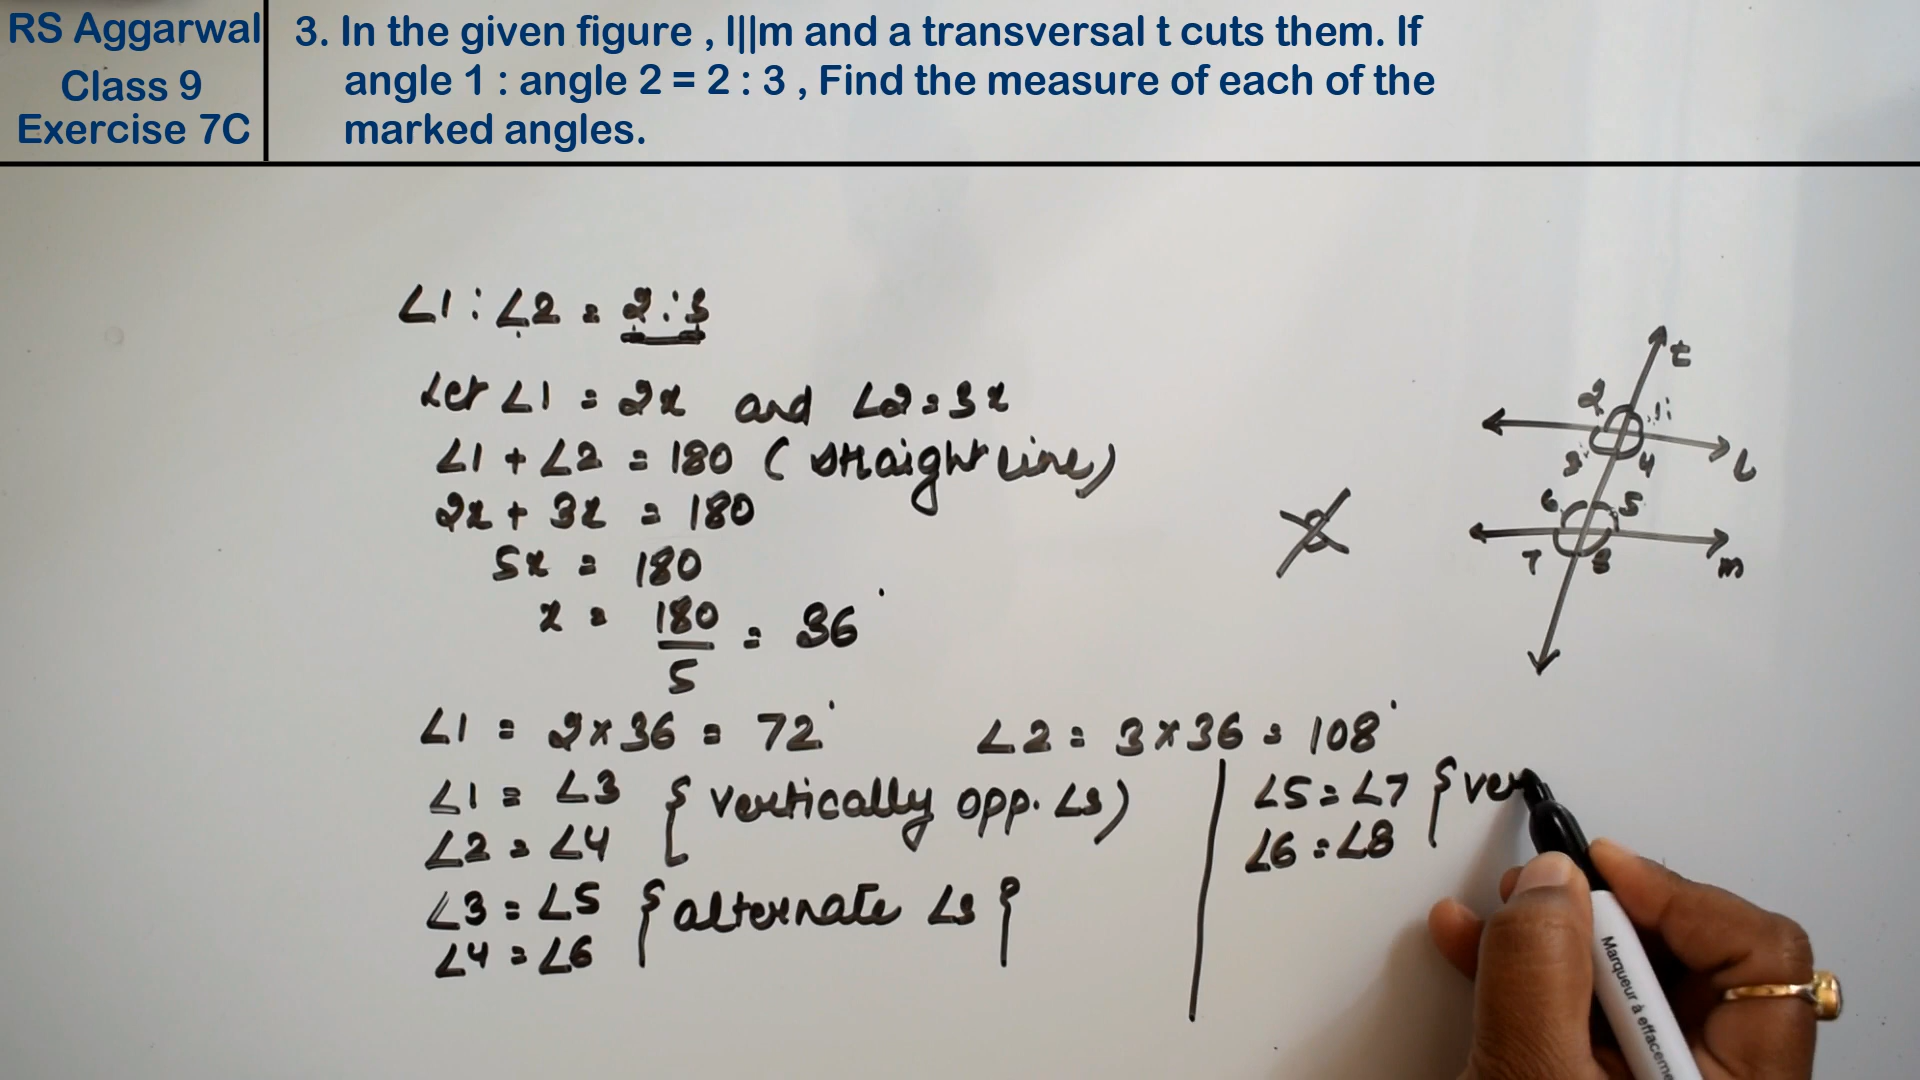 RS Aggarwal
Class 9
Exercise 7C
3. In the given figure , l||m and a transversal t cuts them. If
angle 1 : angle 2 = 2 : 3 , Find the measure of each of the
marked angles.
∠1 : ∠2 = 2 : 3
Let ∠1 = 2x and ∠2 = 3x
∠1 + ∠2 = 180 ( straight line)
2x + 3x = 180
5x = 180
x = 180/5 = 36°
∠1 = 2 x 36 = 72° ∠2 = 3 x 36 = 108°
∠1 = ∠3 { vertically opp. ∠s )
∠2 = ∠4
∠3 = ∠5 { alternate ∠s }
∠4 = ∠6
∠5 = ∠7 { ver
∠6 = ∠8
t
2 1
3 4 l
6 5
7 8 m
Marqueur à effaceme